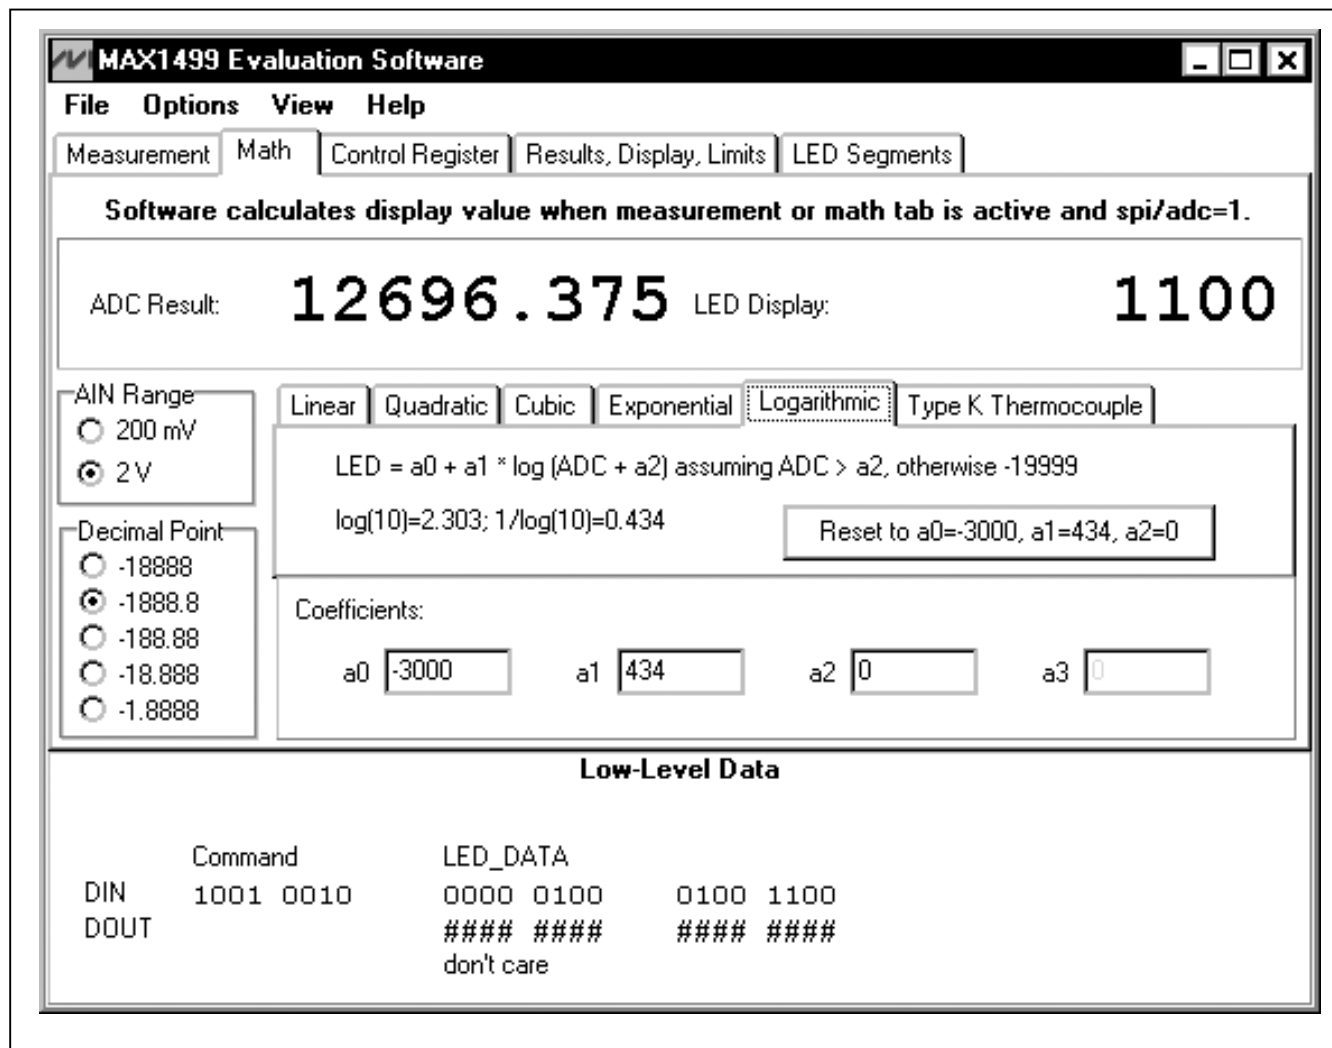 MAX1499 Evaluation Software
File Options View Help
Measurement Math Control Register Results, Display, Limits LED Segments
Software calculates display value when measurement or math tab is active and spi/adc=1.
ADC Result: 12696.375 LED Display: 1100
AIN Range
200 mV
2 V
Decimal Point
-18888
-1888.8
-188.88
-18.888
-1.8888
Linear Quadratic Cubic Exponential Logarithmic Type K Thermocouple
LED = a0 + a1 * log (ADC + a2) assuming ADC > a2, otherwise -19999
log(10)=2.303; 1/log(10)=0.434
Reset to a0=-3000, a1=434, a2=0
Coefficients:
a0 -3000 a1 434 a2 0 a3 0
Low-Level Data
Command LED_DATA
DIN 1001 0010 0000 0100 0100 1100
DOUT #### #### #### ####
don't care